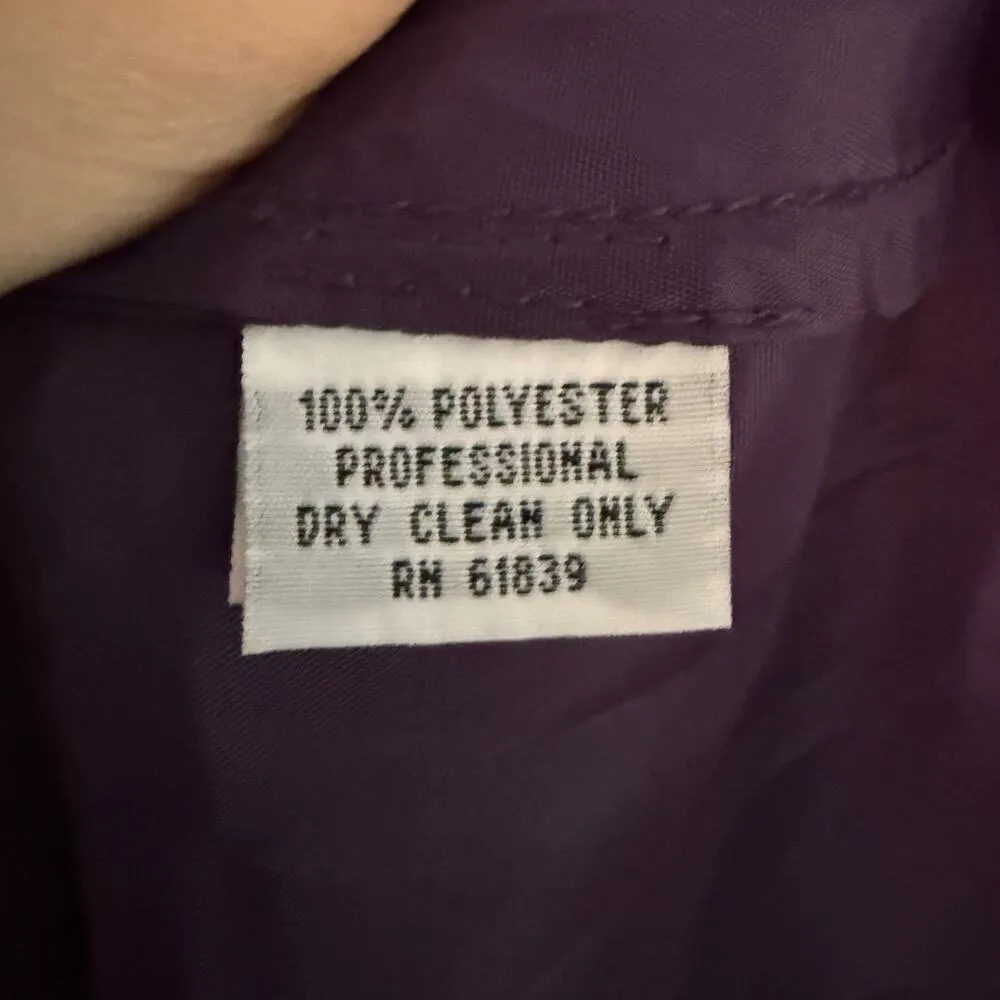 100% POLYESTER
PROFESSIONAL
DRY CLEAN ONLY
RN 61839